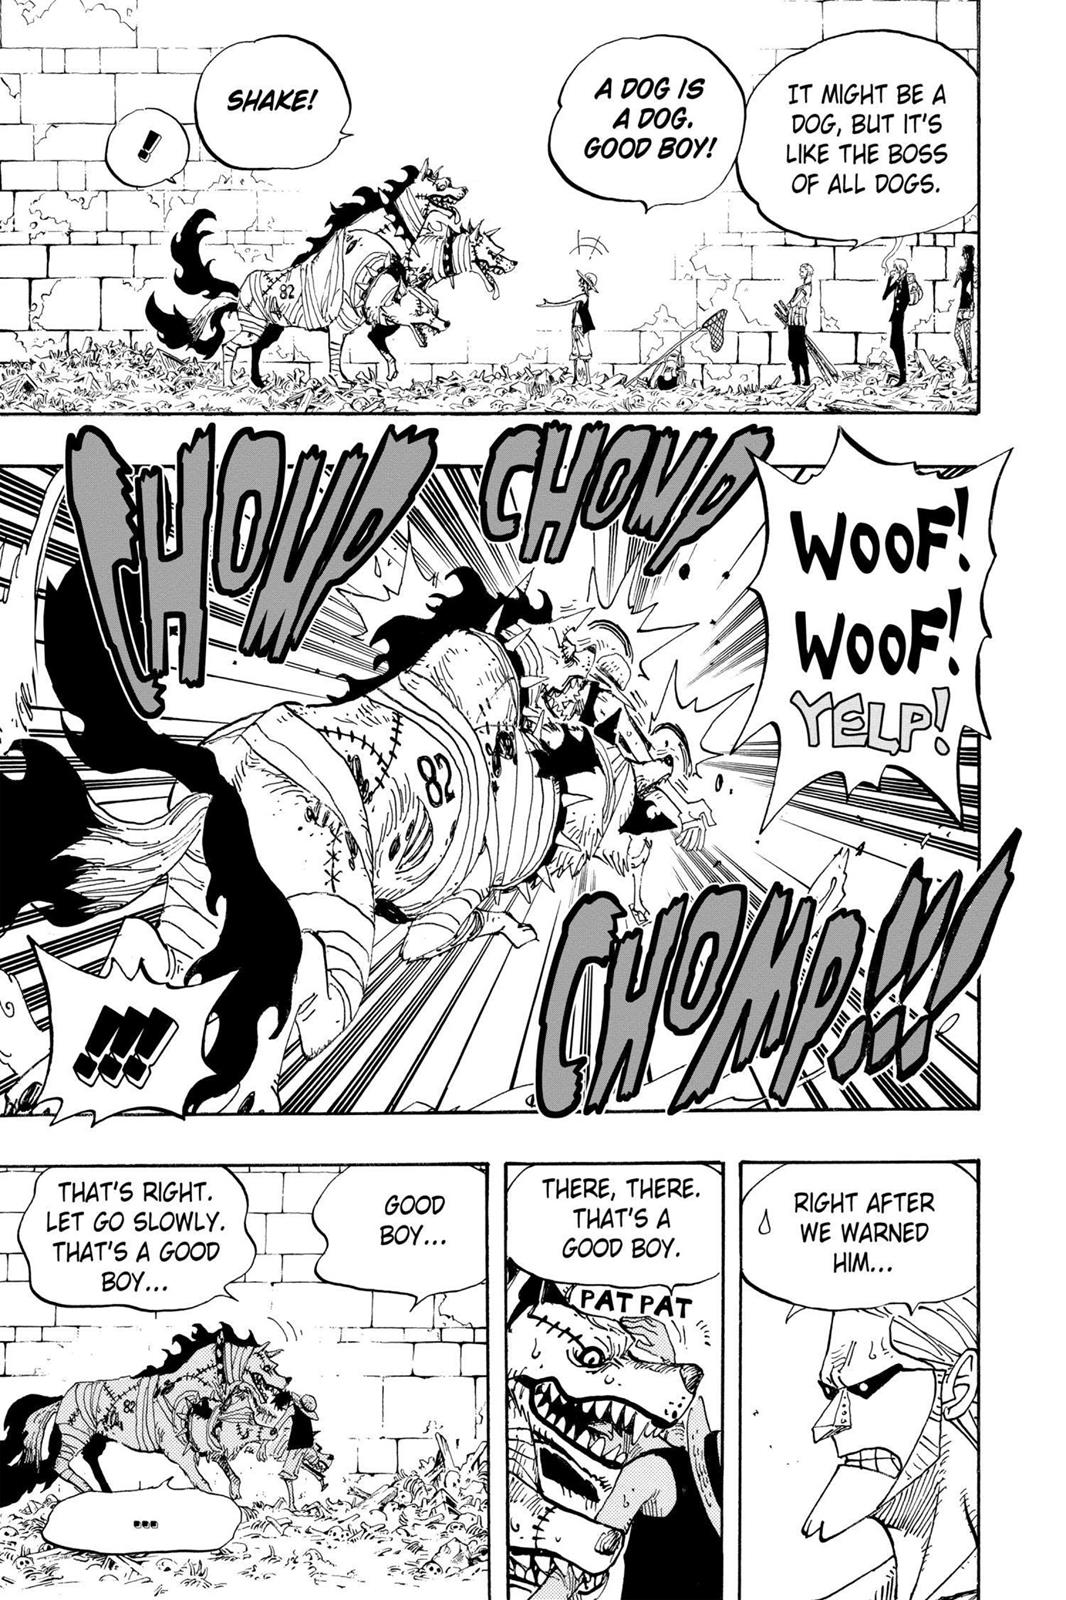 IT MIGHT BE A
DOG, BUT IT'S
LIKE THE BOSS
OF ALL DOGS.
A DOG IS
A DOG.
GOOD BOY!
SHAKE!
!
82
WOOF!
WOOF!
YELP!
CHOMP
CHOMP
82
CHOMP!!!
!!!!
RIGHT AFTER
WE WARNED
HIM...
THERE, THERE.
THAT'S A
GOOD BOY.
PAT PAT
GOOD
BOY...
THAT'S RIGHT.
LET GO SLOWLY.
THAT'S A GOOD
BOY...
82
...